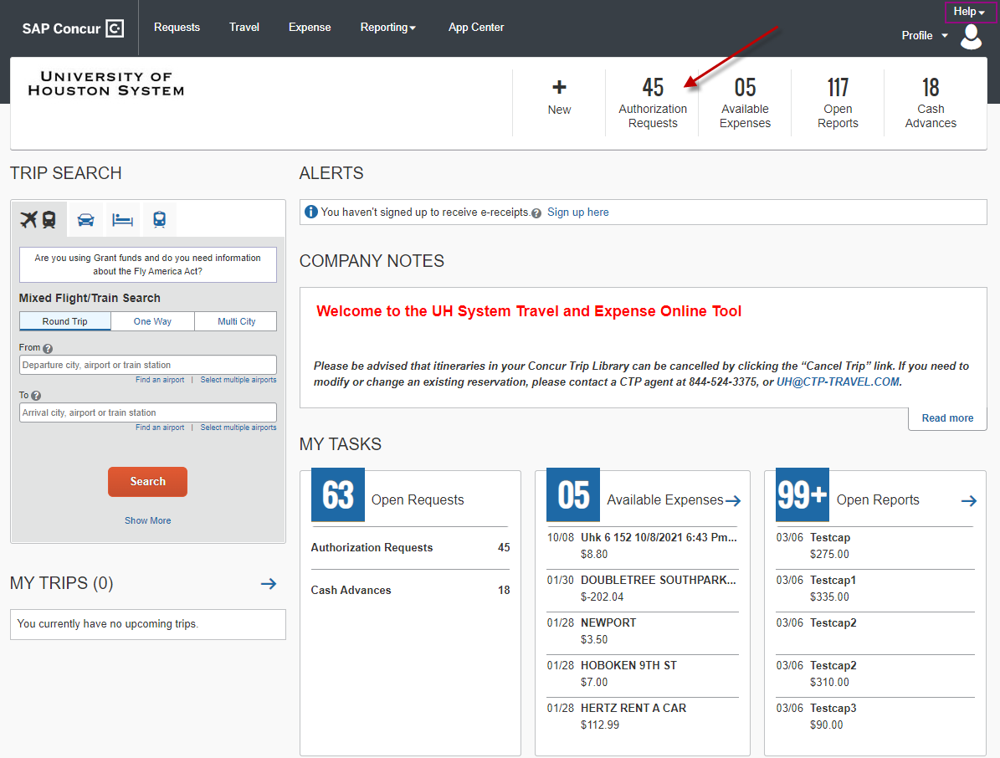 Help
SAP Concur
Requests
Travel
Expense
Reporting
App Center
Profile
UNIVERSITY OF
HOUSTON SYSTEM
New
45
Authorization
Requests
05
Available
Expenses
117
Open
Reports
18
Cash
Advances
TRIP SEARCH
Are you using Grant funds and do you need information
about the Fly America Act?
Mixed Flight/Train Search
Round Trip
One Way
Multi City
From ?
Departure city, airport or train station
Find an airport | Select multiple airports
To ?
Arrival city, airport or train station
Find an airport | Select multiple airports
Search
Show More
MY TRIPS (0)
You currently have no upcoming trips.
ALERTS
You haven't signed up to receive e-receipts. ? Sign up here
COMPANY NOTES
Welcome to the UH System Travel and Expense Online Tool
Please be advised that itineraries in your Concur Trip Library can be cancelled by clicking the “Cancel Trip” link. If you need to
modify or change an existing reservation, please contact a CTP agent at 844-524-3375, or UH@CTP-TRAVEL.COM.
Read more
MY TASKS
63 Open Requests
Authorization Requests 45
Cash Advances 18
05 Available Expenses
10/08 Uhk 6 152 10/8/2021 6:43 Pm...
$8.80
01/30 DOUBLETREE SOUTHPARK...
$-202.04
01/28 NEWPORT
$3.50
01/28 HOBOKEN 9TH ST
$7.00
01/28 HERTZ RENT A CAR
$112.99
99+ Open Reports
03/06 Testcap
$275.00
03/06 Testcap1
$335.00
03/06 Testcap2
03/06 Testcap2
$310.00
03/06 Testcap3
$90.00